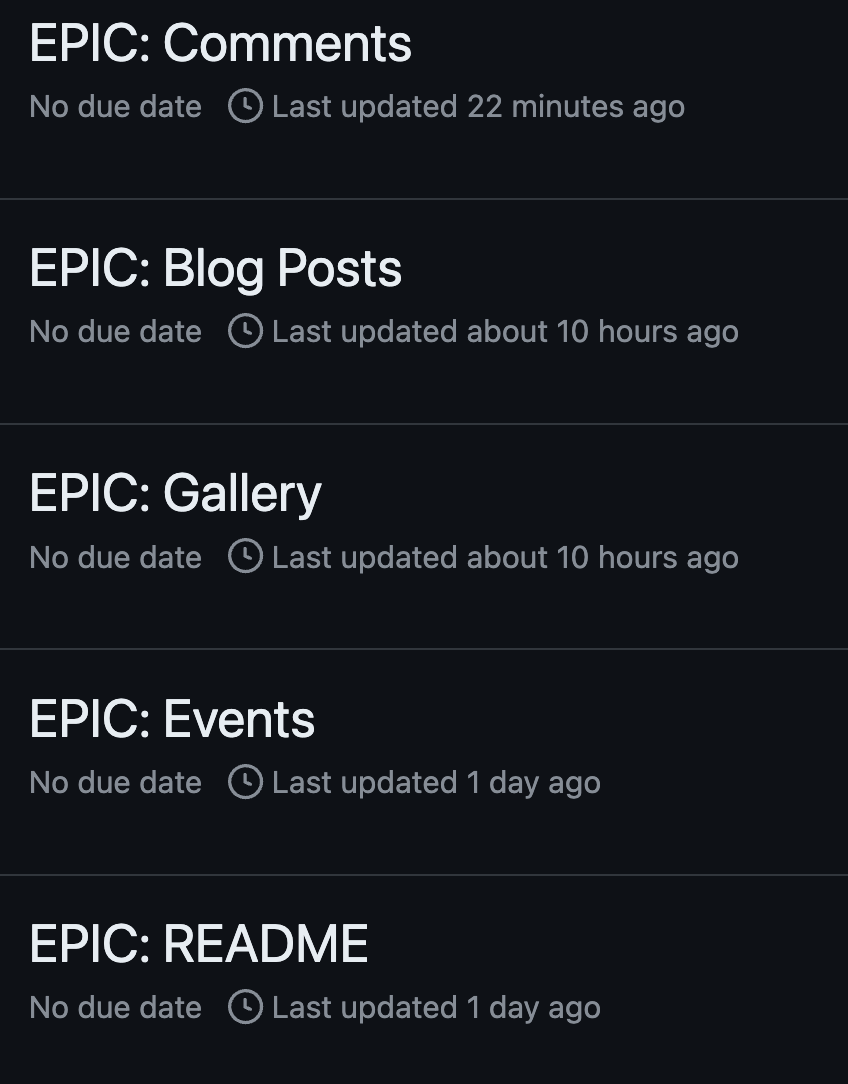 EPIC: Comments
No due date Last updated 22 minutes ago
EPIC: Blog Posts
No due date Last updated about 10 hours ago
EPIC: Gallery
No due date Last updated about 10 hours ago
EPIC: Events
No due date Last updated 1 day ago
EPIC: README
No due date Last updated 1 day ago